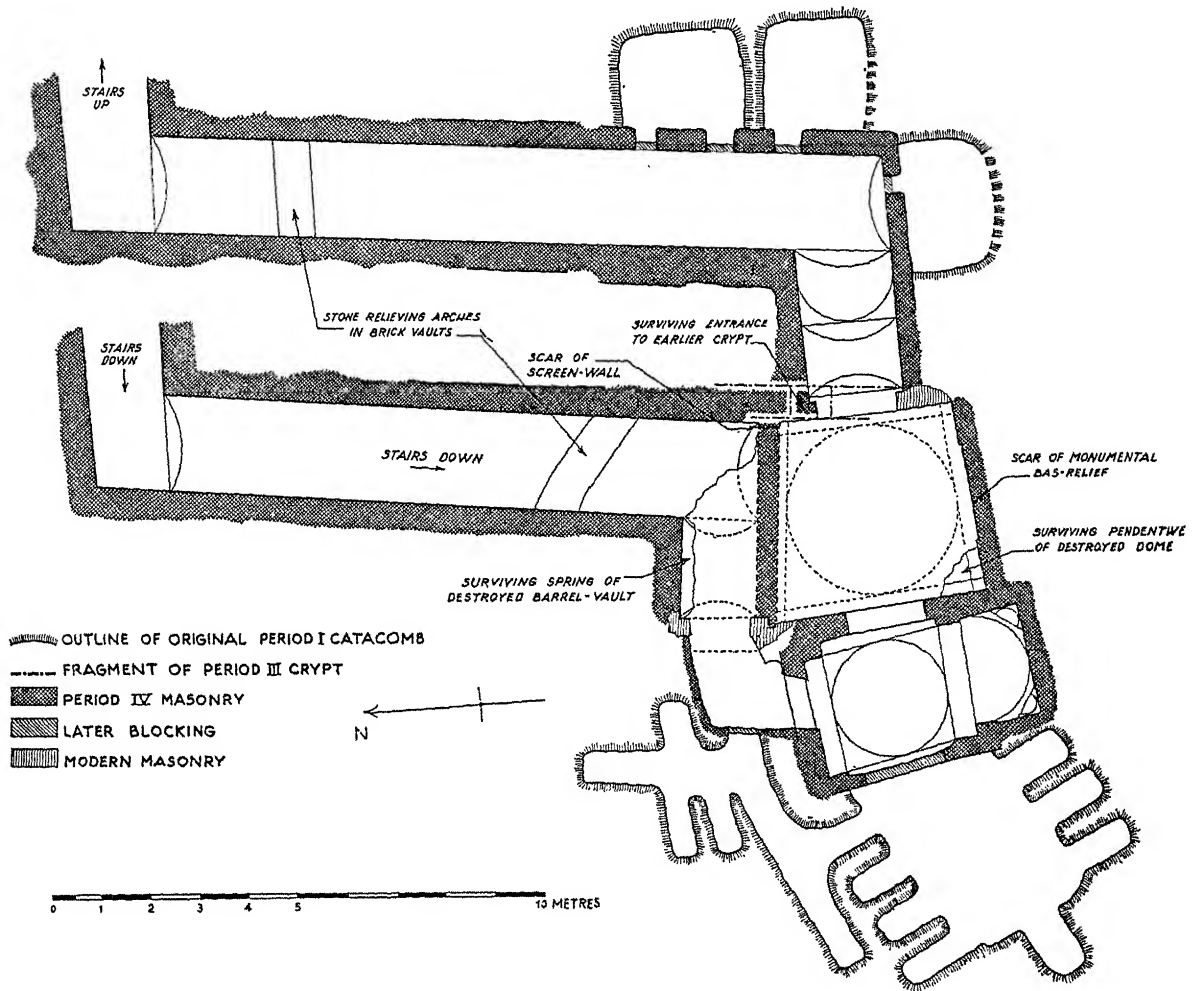 STAIRS
UP
STONE RELIEVING ARCHES
IN BRICK VAULTS
SURVIVING ENTRANCE
TO EARLIER CRYPT
STAIRS
DOWN
SCAR OF
SCREEN-WALL
STAIRS DOWN
SCAR OF MONUMENTAL
BAS-RELIEF
SURVIVING PENDENTIVE
OF DESTROYED DOME
SURVIVING SPRING OF
DESTROYED BARREL-VAULT
OUTLINE OF ORIGINAL PERIOD I CATACOMB
FRAGMENT OF PERIOD III CRYPT
PERIOD IV MASONRY
LATER BLOCKING
MODERN MASONRY
N
0 1 2 3 4 5 10 METRES